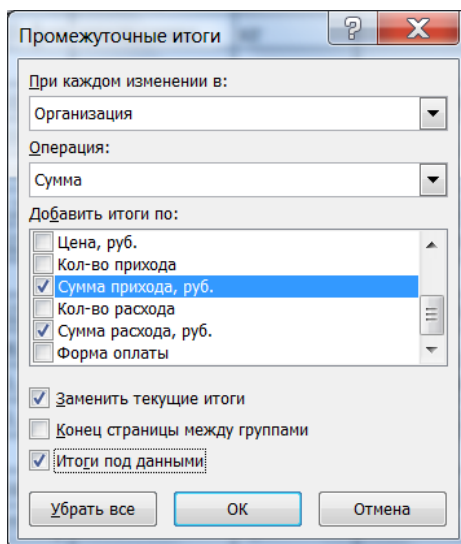 Промежуточные итоги
При каждом изменении в:
Организация
Операция:
Сумма
Добавить итоги по:
Цена, руб.
Кол-во прихода
Сумма прихода, руб.
Кол-во расхода
Сумма расхода, руб.
Форма оплаты
Заменить текущие итоги
Конец страницы между группами
Итоги под данными
Убрать все ОК Отмена